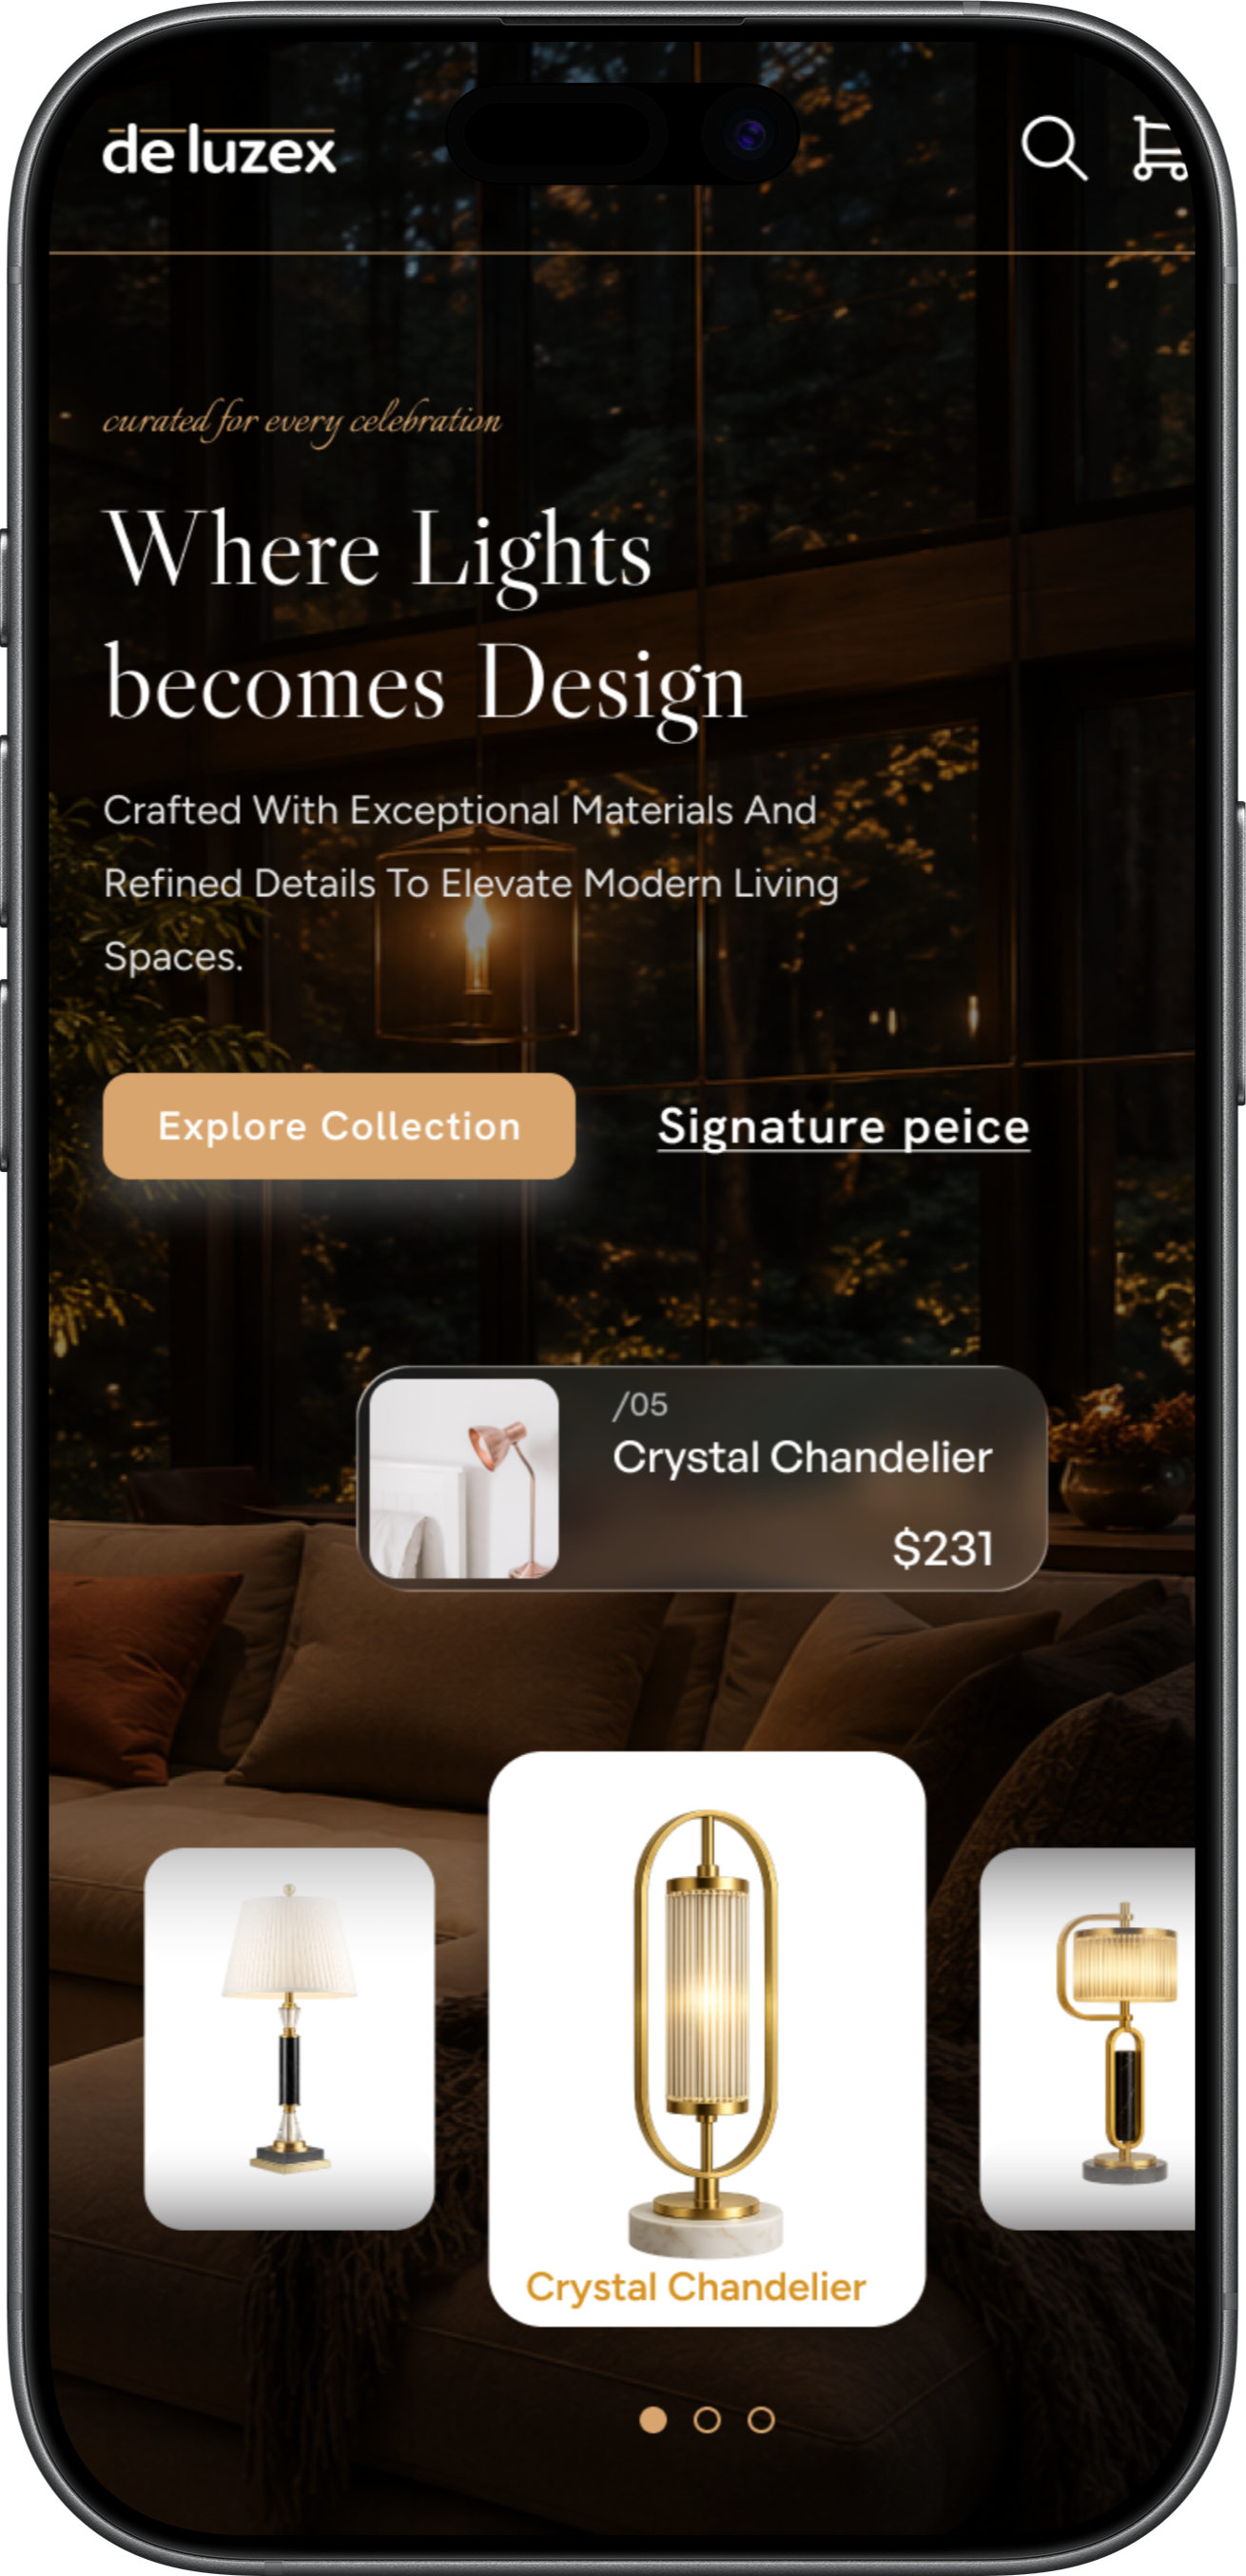 de luzex
curated for every celebration
Where Lights
becomes Design
Crafted With Exceptional Materials And
Refined Details To Elevate Modern Living
Spaces.
Explore Collection
Signature peice
/05
Crystal Chandelier
$231
Crystal Chandelier